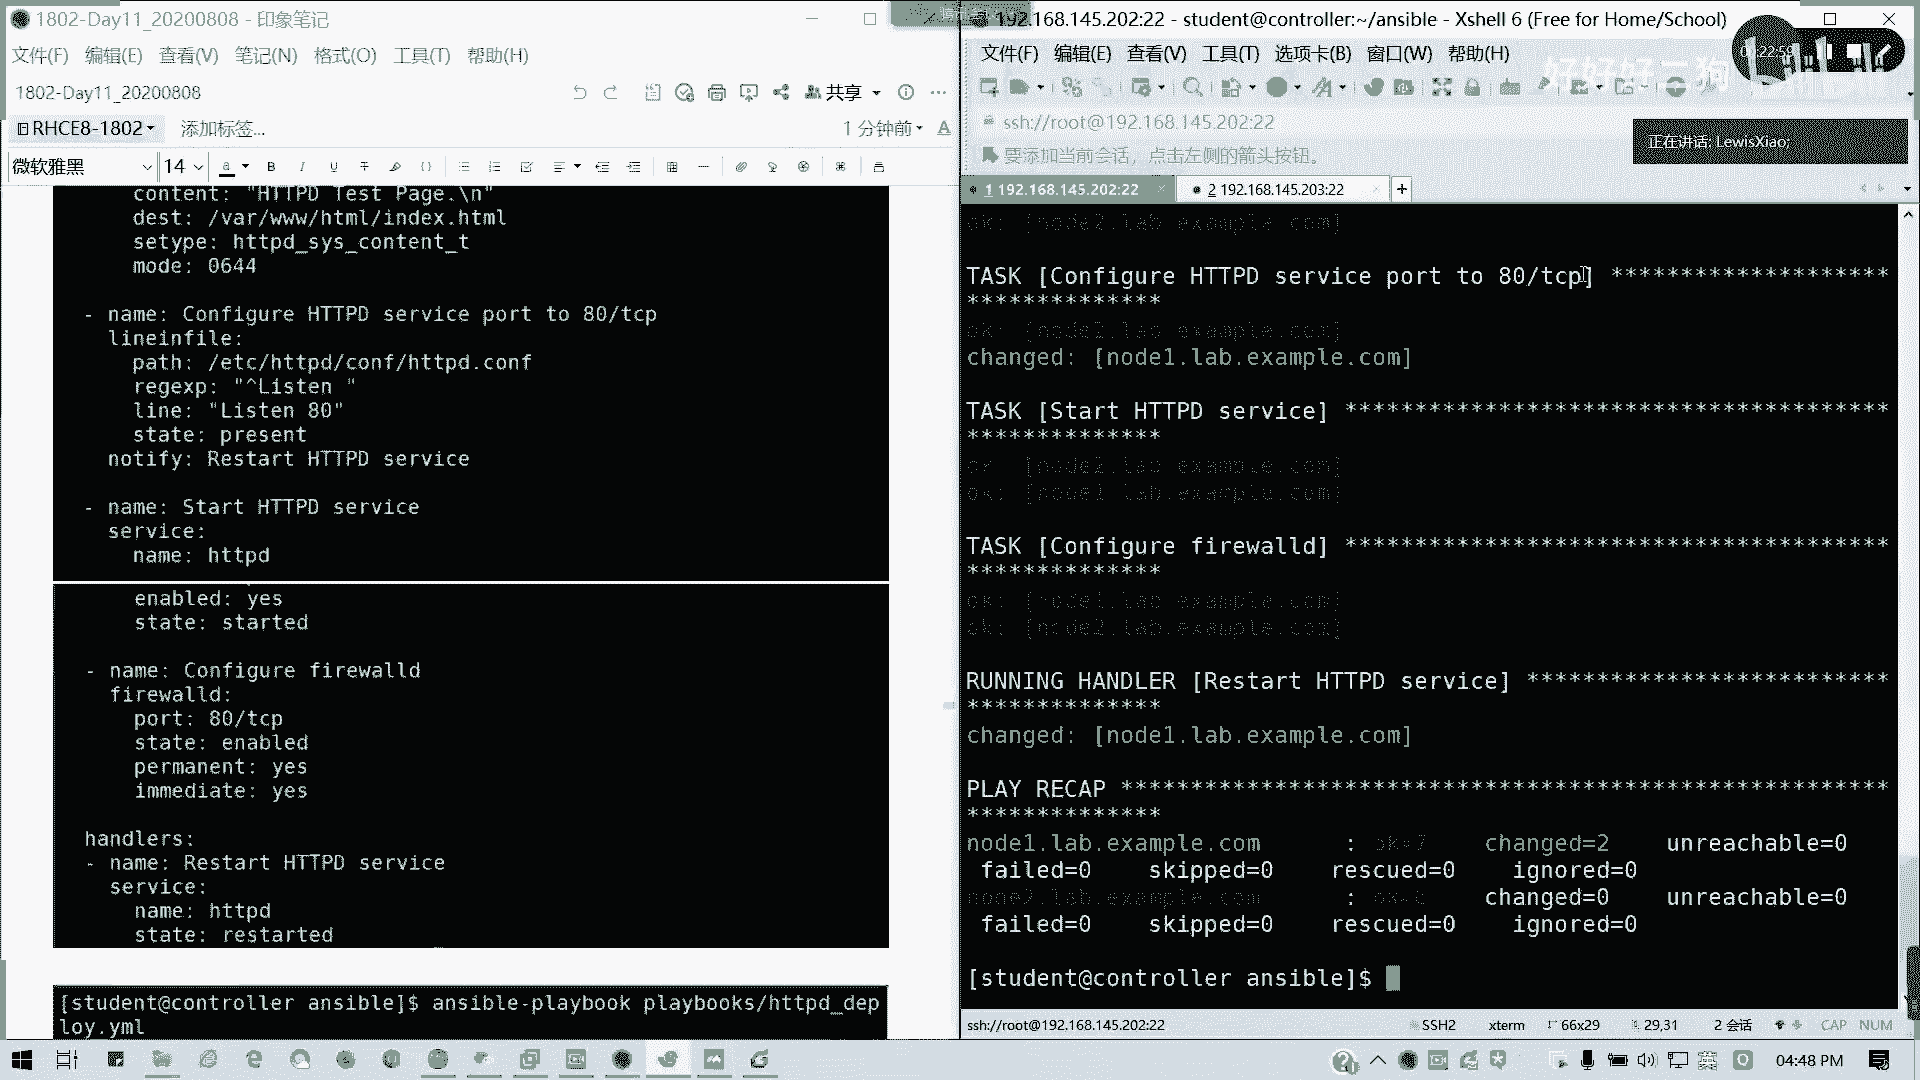 1802-Day11_20200808 - 印象笔记
文件(F) 编辑(E) 查看(V) 笔记(N) 格式(O) 工具(T) 帮助(H)
1802-Day11_20200808
共享
RHCE8-1802 添加标签...
1 分钟前
微软雅黑 14
content: "HTTPD Test Page.\n"
dest: /var/www/html/index.html
setype: httpd_sys_content_t
mode: 0644
- name: Configure HTTPD service port to 80/tcp
lineinfile:
path: /etc/httpd/conf/httpd.conf
regexp: "^Listen "
line: "Listen 80"
state: present
notify: Restart HTTPD service
- name: Start HTTPD service
service:
name: httpd
enabled: yes
state: started
- name: Configure firewalld
firewalld:
port: 80/tcp
state: enabled
permanent: yes
immediate: yes
handlers:
- name: Restart HTTPD service
service:
name: httpd
state: restarted
[student@controller ansible]$ ansible-playbook playbooks/httpd_dep
loy.yml
192.168.145.202:22 - student@controller:~/ansible - Xshell 6 (Free for Home/School)
文件(F) 编辑(E) 查看(V) 工具(T) 选项卡(B) 窗口(W) 帮助(H)
好好好二狗
ssh://root@192.168.145.202:22
要添加当前会话，点击左侧的箭头按钮。
正在讲话: LewisXiao;
1 192.168.145.202:22
2 192.168.145.203:22
ok: [node2.lab.example.com]
TASK [Configure HTTPD service port to 80/tcp] ********************
**************
ok: [node2.lab.example.com]
changed: [node1.lab.example.com]
TASK [Start HTTPD service] ***************************************
**************
ok: [node2.lab.example.com]
ok: [node1.lab.example.com]
TASK [Configure firewalld] ***************************************
**************
ok: [node1.lab.example.com]
ok: [node2.lab.example.com]
RUNNING HANDLER [Restart HTTPD service] **************************
**************
changed: [node1.lab.example.com]
PLAY RECAP *******************************************************
**************
node1.lab.example.com : ok=7 changed=2 unreachable=0
failed=0 skipped=0 rescued=0 ignored=0
node2.lab.example.com : changed=0 unreachable=0
failed=0 skipped=0 rescued=0 ignored=0
[student@controller ansible]$
ssh://root@192.168.145.202:22 SSH2 xterm 66x29 29,31 2 会话 CAP NUM
英 04:48 PM